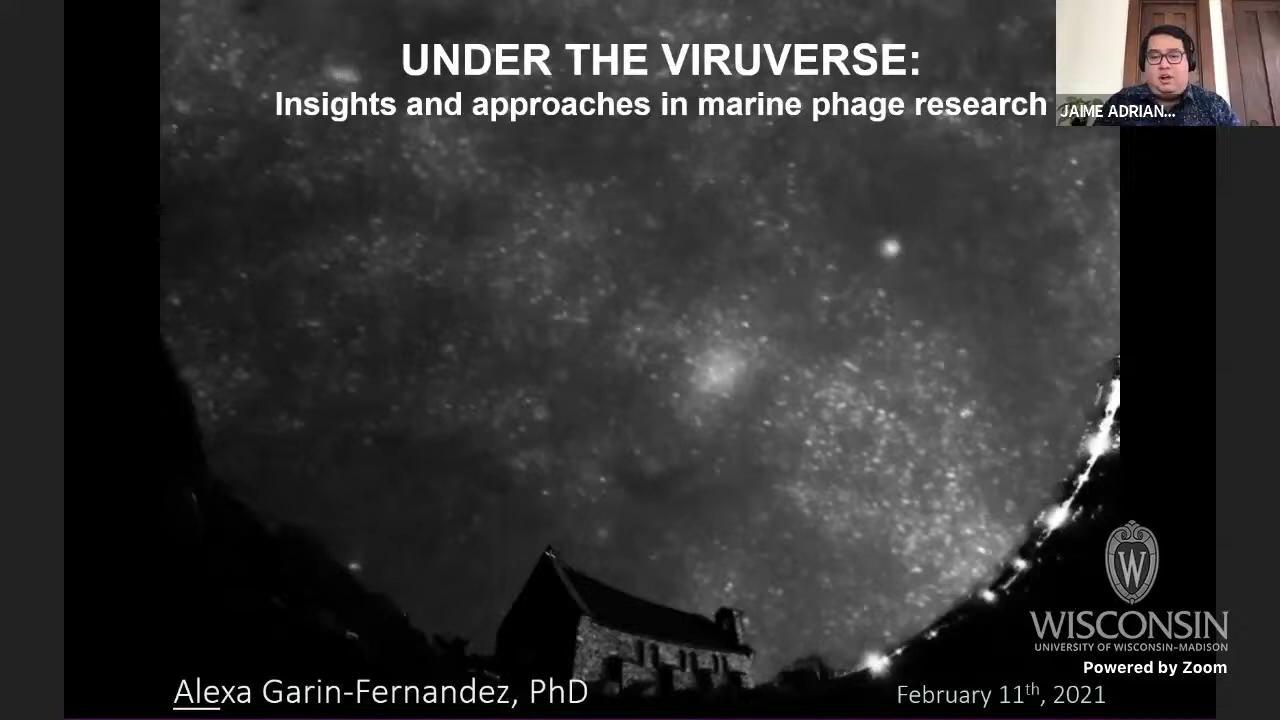 UNDER THE VIRUVERSE:
Insights and approaches in marine phage research
JAIME ADRIAN...
W
WISCONSIN
UNIVERSITY OF WISCONSIN-MADISON
Powered by Zoom
Alexa Garin-Fernandez, PhD
February 11th, 2021